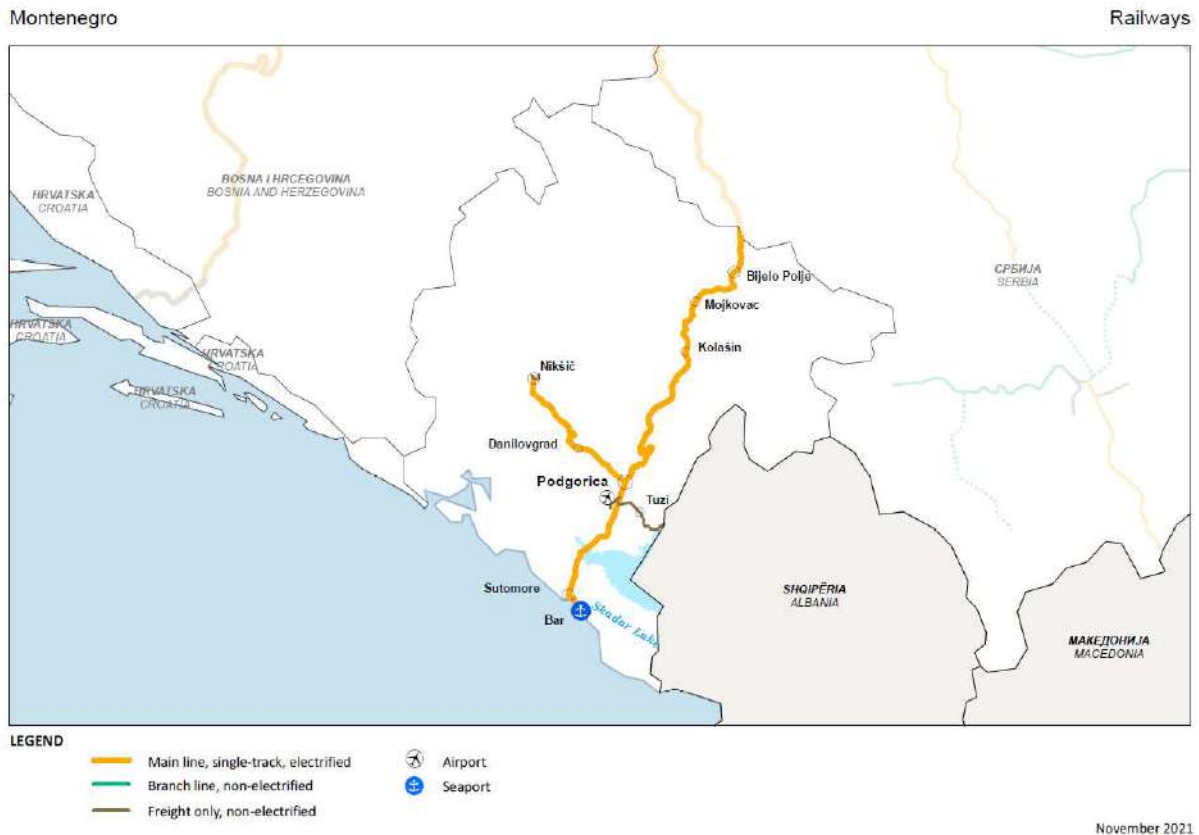 Montenegro
Railways
BOSNA I HRCEGOVINA
BOSNIA AND HERZEGOVINA
HRVATSKA
CROATIA
СРБИЈА
SERBIA
Bijelo Polje
Mojkovac
HRVATSKA
CROATIA
Kolašin
HRVATSKA
CROATIA
Nikšić
HRVATSKA
CROATIA
Danilovgrad
Podgorica
Tuzi
Sutomore
SHQIPËRIA
ALBANIA
Bar
Skadar Lake
МАКЕДОНИЈА
MACEDONIA
LEGEND
Main line, single-track, electrified
Airport
Branch line, non-electrified
Seaport
Freight only, non-electrified
November 2021